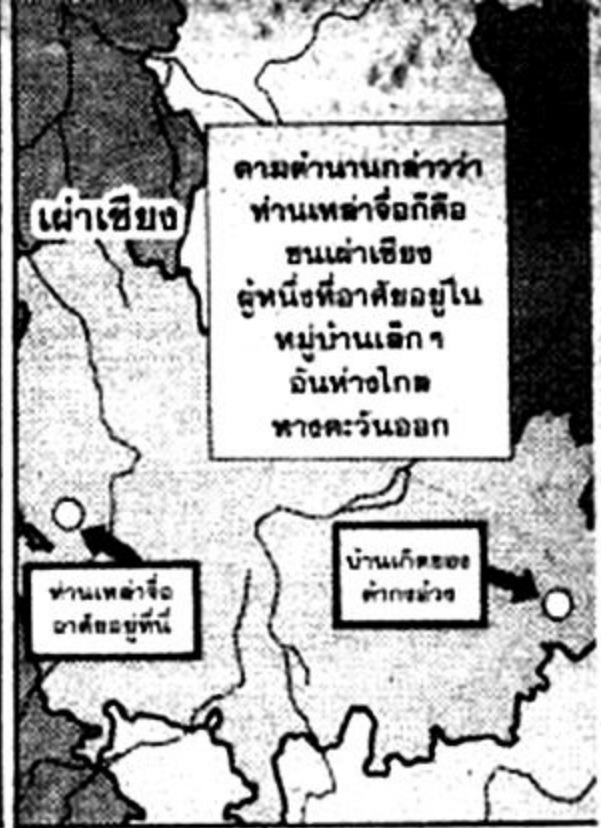 เผ่าเชียง
ตามตำนานกล่าวว่า
ท่านเหล่าจื่อก็คือ
ชนเผ่าเชียง
ผู้หนึ่งที่อาศัยอยู่ใน
หมู่บ้านเล็กๆ
อันห่างไกล
ทางตะวันออก
ท่านเหล่าจื่อ
อาศัยอยู่ที่นี่
บ้านเกิดของ
ต๋ากงอ้วง